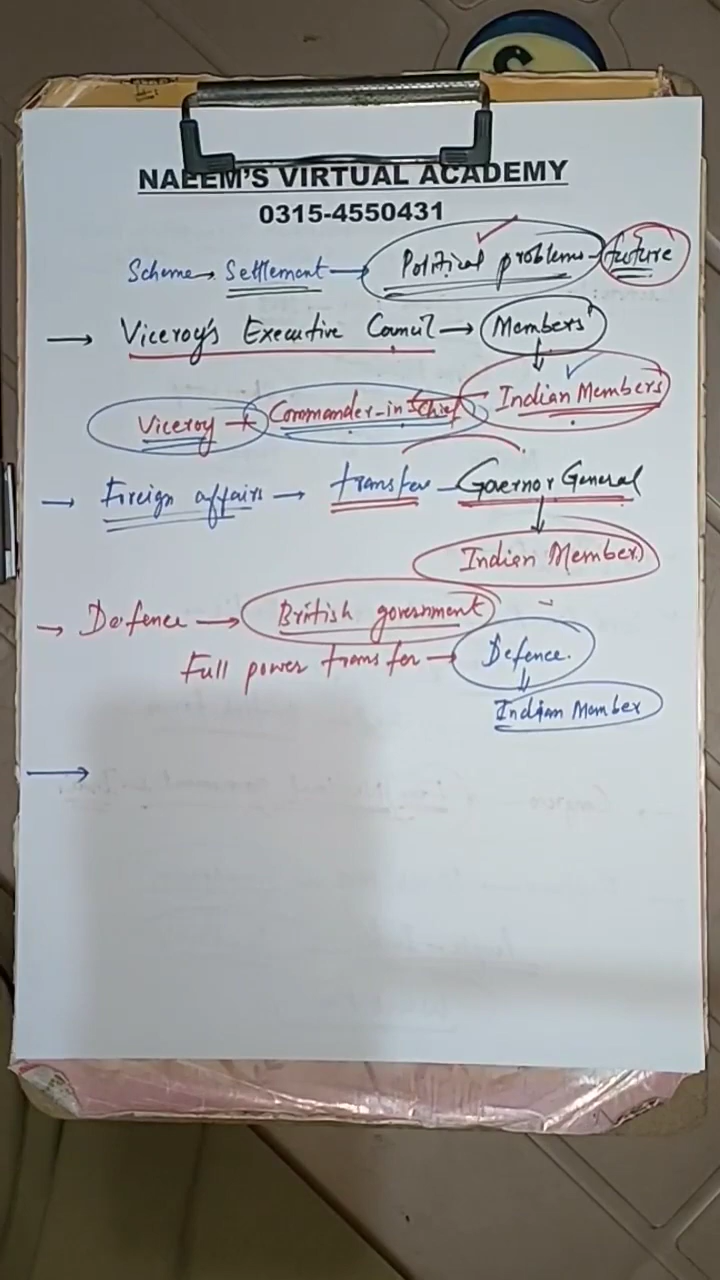 NAEEM'S VIRTUAL ACADEMY
0315-4550431
Scheme → Settlement → Political problems - future
→ Viceroy's Executive Council → Members'
Viceroy + Commander-in Chief Indian Members
→ Foreign affairs → transfer - Governor General
Indian Member
→ Defence → British government
Full power transfer → Defence.
Indian Member
→